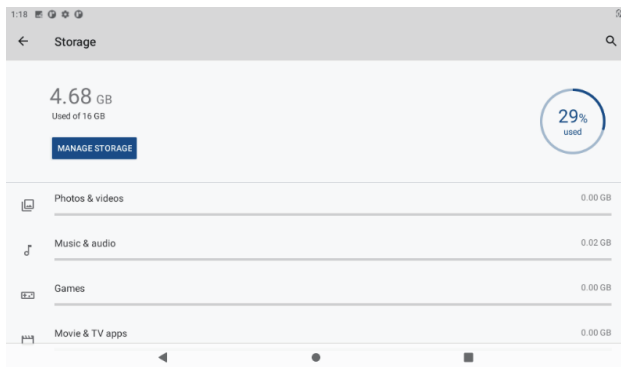 1:18
Storage
4.68 GB
Used of 16 GB
MANAGE STORAGE
29%
used
Photos & videos 0.00 GB
Music & audio 0.02 GB
Games 0.00 GB
Movie & TV apps 0.00 GB